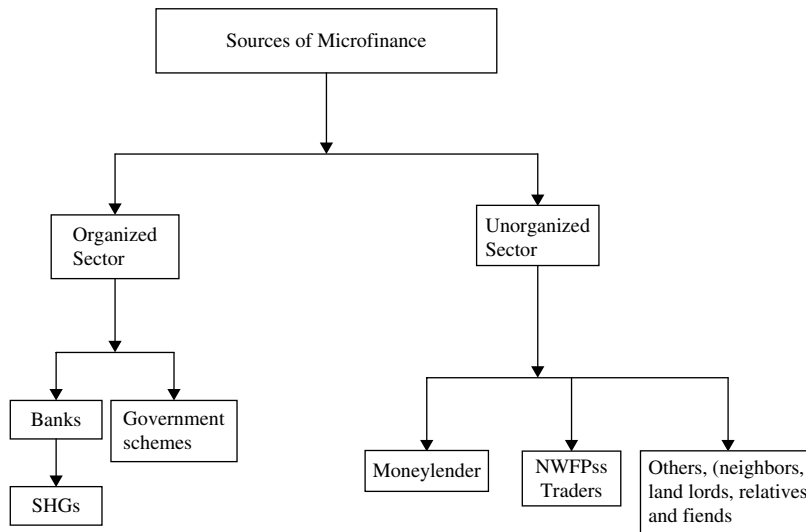 Sources of Microfinance
Organized
Sector
Unorganized
Sector
Banks
Government
schemes
SHGs
Moneylender
NWFPss
Traders
Others, (neighbors,
land lords, relatives
and fiends